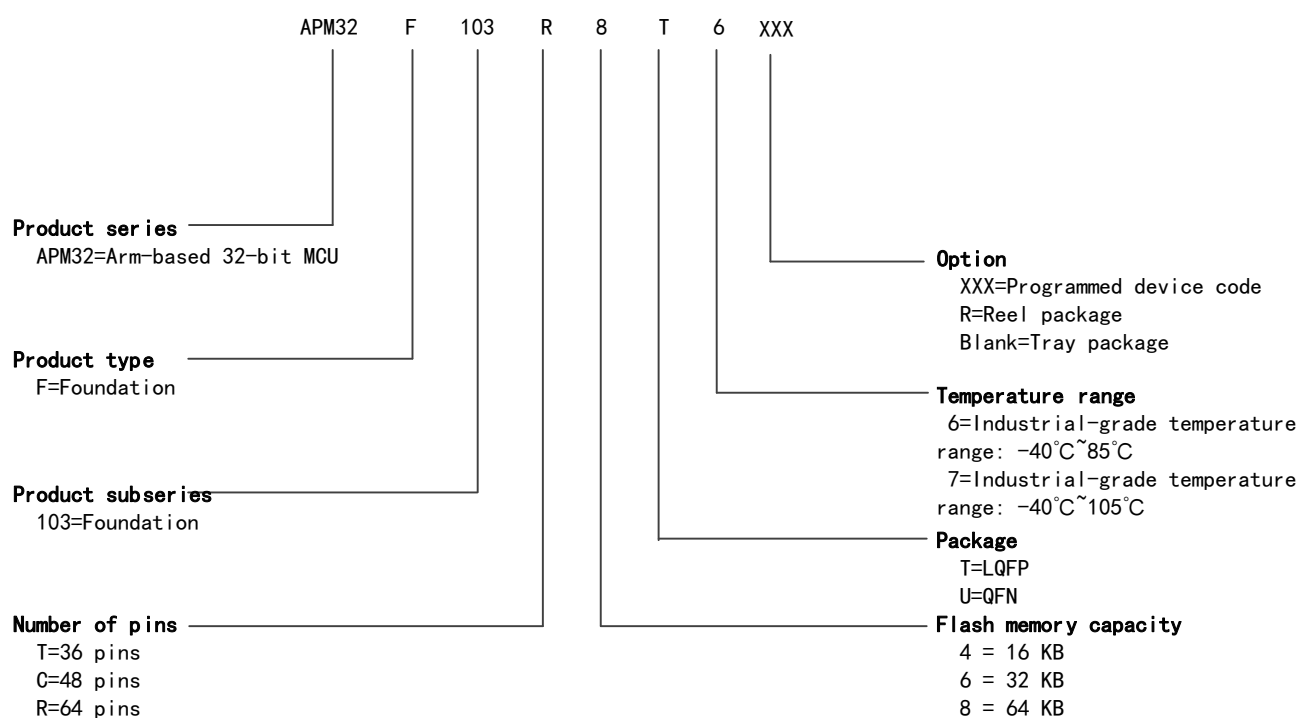 APM32 F 103 R 8 T 6 XXX
Product series
APM32=Arm-based 32-bit MCU
Product type
F=Foundation
Product subseries
103=Foundation
Number of pins
T=36 pins
C=48 pins
R=64 pins
Option
XXX=Programmed device code
R=Reel package
Blank=Tray package
Temperature range
6=Industrial-grade temperature
range: -40℃~85℃
7=Industrial-grade temperature
range: -40℃~105℃
Package
T=LQFP
U=QFN
Flash memory capacity
4 = 16 KB
6 = 32 KB
8 = 64 KB